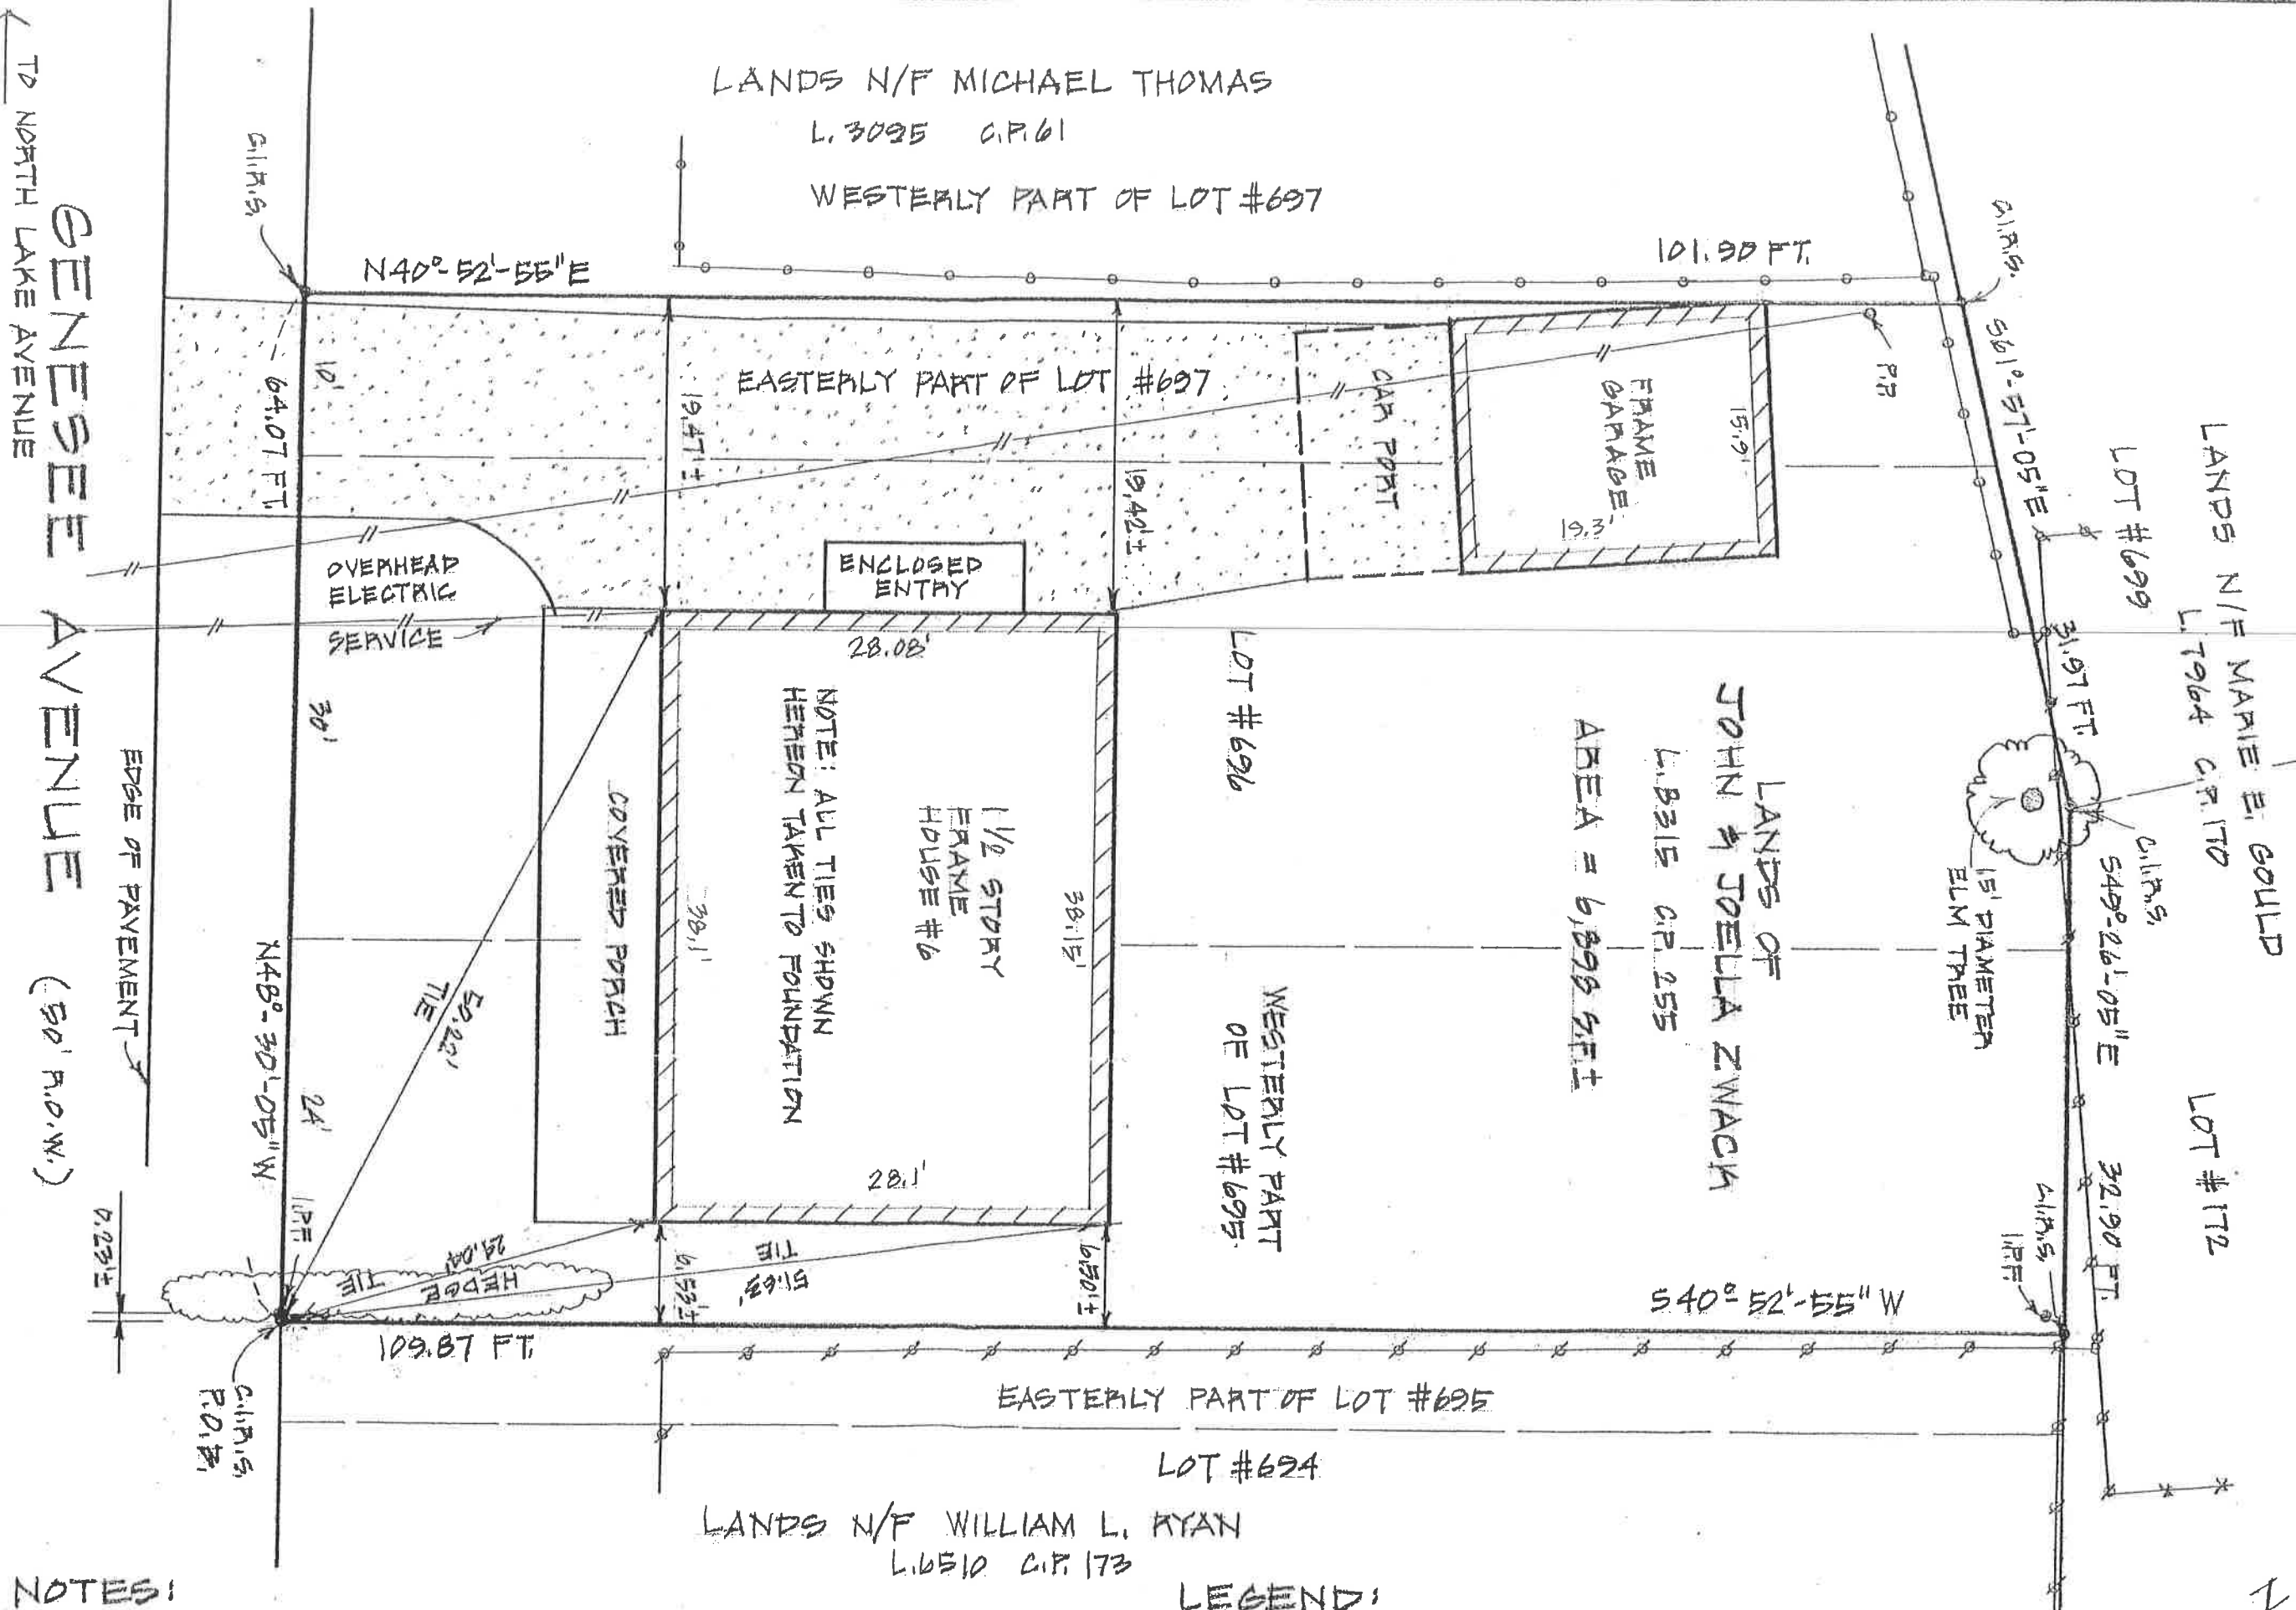 LANDS N/F MICHAEL THOMAS
L. 3095 C.P. 61
WESTERLY PART OF LOT #697
TO NORTH LAKE AVENUE
GENESEE AVENUE (50' R.O.W.)
EDGE OF PAVEMENT
C.I.R.S.
N40°-52'-55"E
101.90 FT.
C.I.R.S.
S61°-57'-05"E
31.97 FT.
P.P.
10'
64.07 FT.
EASTERLY PART OF LOT #697
19.47'±
19.42'±
CAR PORT
FRAME
GARAGE
15.9'
19.3'
OVERHEAD
ELECTRIC
SERVICE
ENCLOSED
ENTRY
28.08'
30'
LANDS N/F MARIE E. GOULD
L. 7964 C.P. 170
LOT #699
LOT #172
LOT #696
LANDS OF
JOHN & JOELLA ZWACK
L. 8315 C.P. 255
AREA = 6,898 S.F.±
NOTE: ALL TIES SHOWN
HEREON TAKEN TO FOUNDATION
1 1/2 STORY
FRAME
HOUSE #6
38.1'
38.15'
28.1'
COVERED PORCH
50.22'
TIE
C.I.R.S.
15" DIAMETER
ELM TREE
S49°-26'-05"E
32.90 FT.
WESTERLY PART
OF LOT #695
N48°-30'-05"W
24'
I.P.F.
0.23'±
29.04'
TIE
HEDGE
TIE
51.63'
6.53'±
6.50'±
C.I.R.S.
I.P.F.
S40°-52'-55"W
109.87 FT.
C.I.R.S.
P.O.B.
EASTERLY PART OF LOT #695
LOT #694
LANDS N/F WILLIAM L. RYAN
L. 6510 C.P. 173
NOTES:
LEGEND: